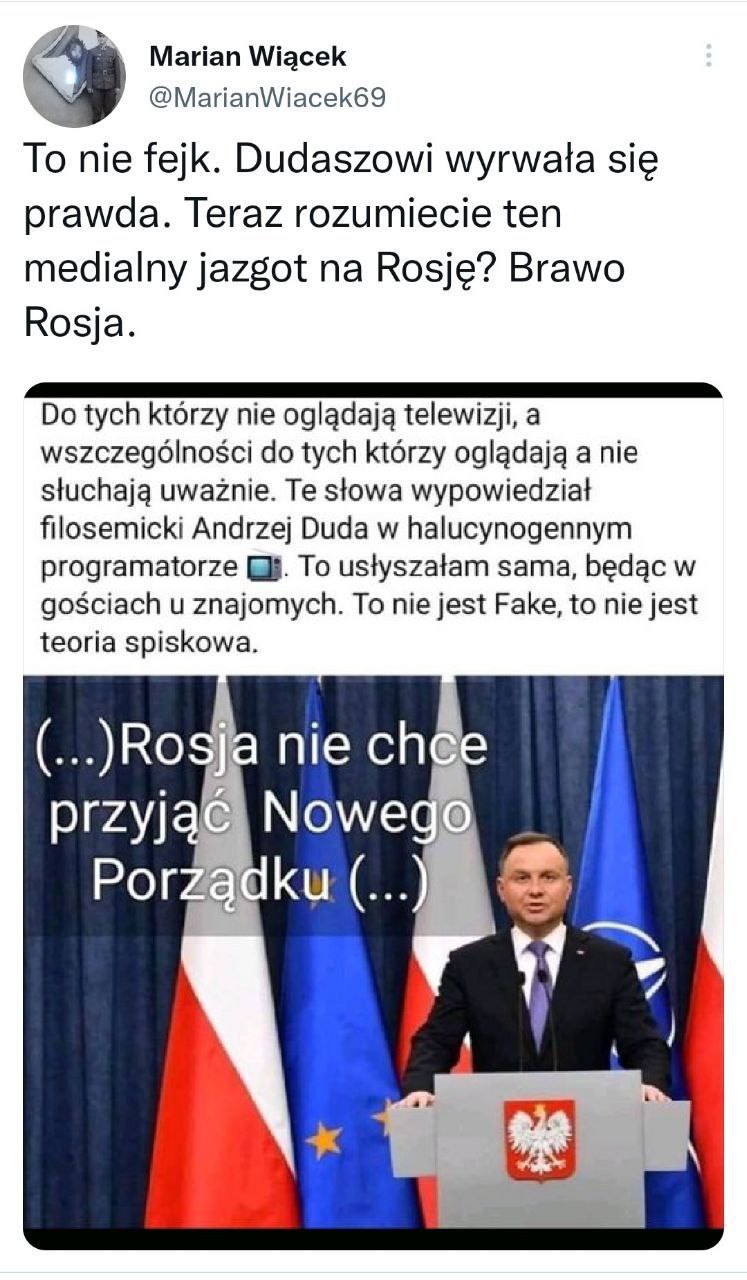 Marian Wiącek
@MarianWiacek69
To nie fejk. Dudaszowi wyrwała się
prawda. Teraz rozumiecie ten
medialny jazgot na Rosję? Brawo
Rosja.
Do tych którzy nie oglądają telewizji, a
wszczególności do tych którzy oglądają a nie
słuchają uważnie. Te słowa wypowiedział
filosemicki Andrzej Duda w halucynogennym
programatorze 📺. To usłyszałam sama, będąc w
gościach u znajomych. To nie jest Fake, to nie jest
teoria spiskowa.
(...)Rosja nie chce
przyjąć Nowego
Porządku (...)